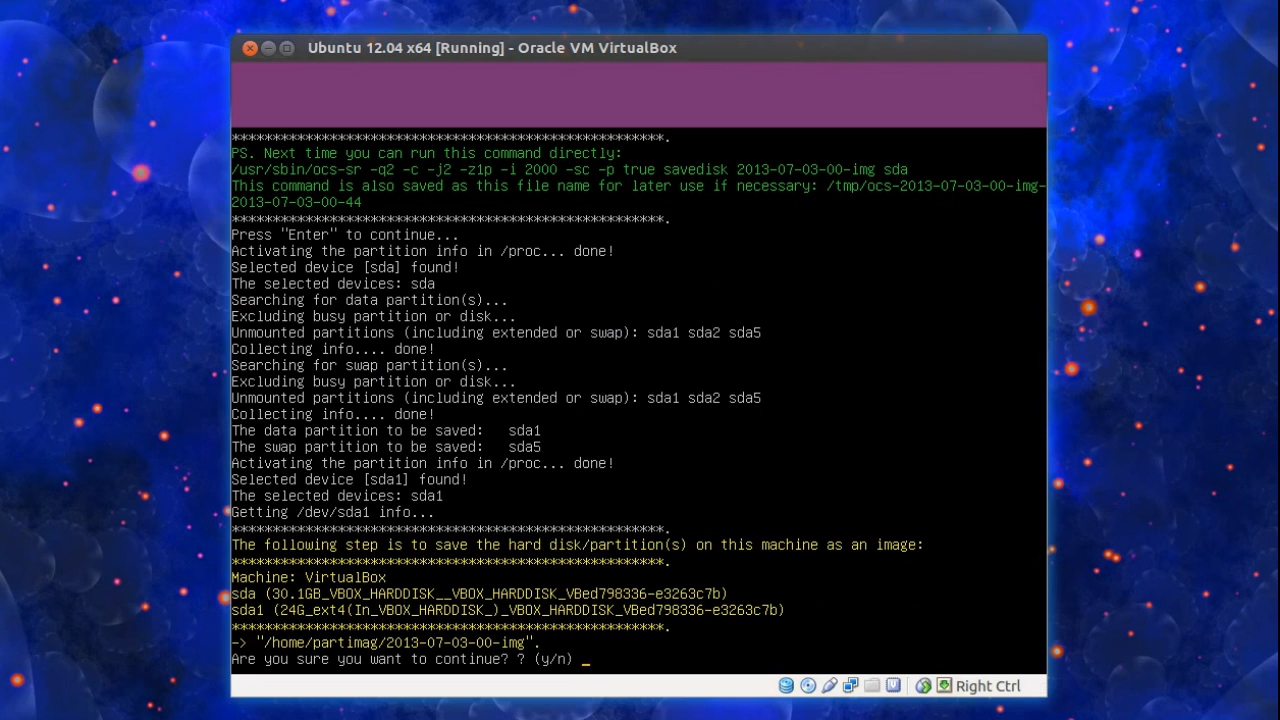 Ubuntu 12.04 x64 [Running] - Oracle VM VirtualBox
*****************************************************.
PS. Next time you can run this command directly:
/usr/sbin/ocs-sr -q2 -c -j2 -z1p -i 2000 -sc -p true savedisk 2013-07-03-00-img sda
This command is also saved as this file name for later use if necessary: /tmp/ocs-2013-07-03-00-img-
2013-07-03-00-44
*****************************************************.
Press "Enter" to continue...
Activating the partition info in /proc... done!
Selected device [sda] found!
The selected devices: sda
Searching for data partition(s)...
Excluding busy partition or disk...
Unmounted partitions (including extended or swap): sda1 sda2 sda5
Collecting info.... done!
Searching for swap partition(s)...
Excluding busy partition or disk...
Unmounted partitions (including extended or swap): sda1 sda2 sda5
Collecting info.... done!
The data partition to be saved:   sda1
The swap partition to be saved:   sda5
Activating the partition info in /proc... done!
Selected device [sda1] found!
The selected devices: sda1
Getting /dev/sda1 info...
*****************************************************.
The following step is to save the hard disk/partition(s) on this machine as an image:
*****************************************************.
Machine: VirtualBox
sda (30.1GB_VBOX_HARDDISK__VBOX_HARDDISK_VBed798336-e3263c7b)
sda1 (24G_ext4(In_VBOX_HARDDISK_)_VBOX_HARDDISK_VBed798336-e3263c7b)
*****************************************************.
-> "/home/partimag/2013-07-03-00-img".
Are you sure you want to continue? ? (y/n) _
Right Ctrl